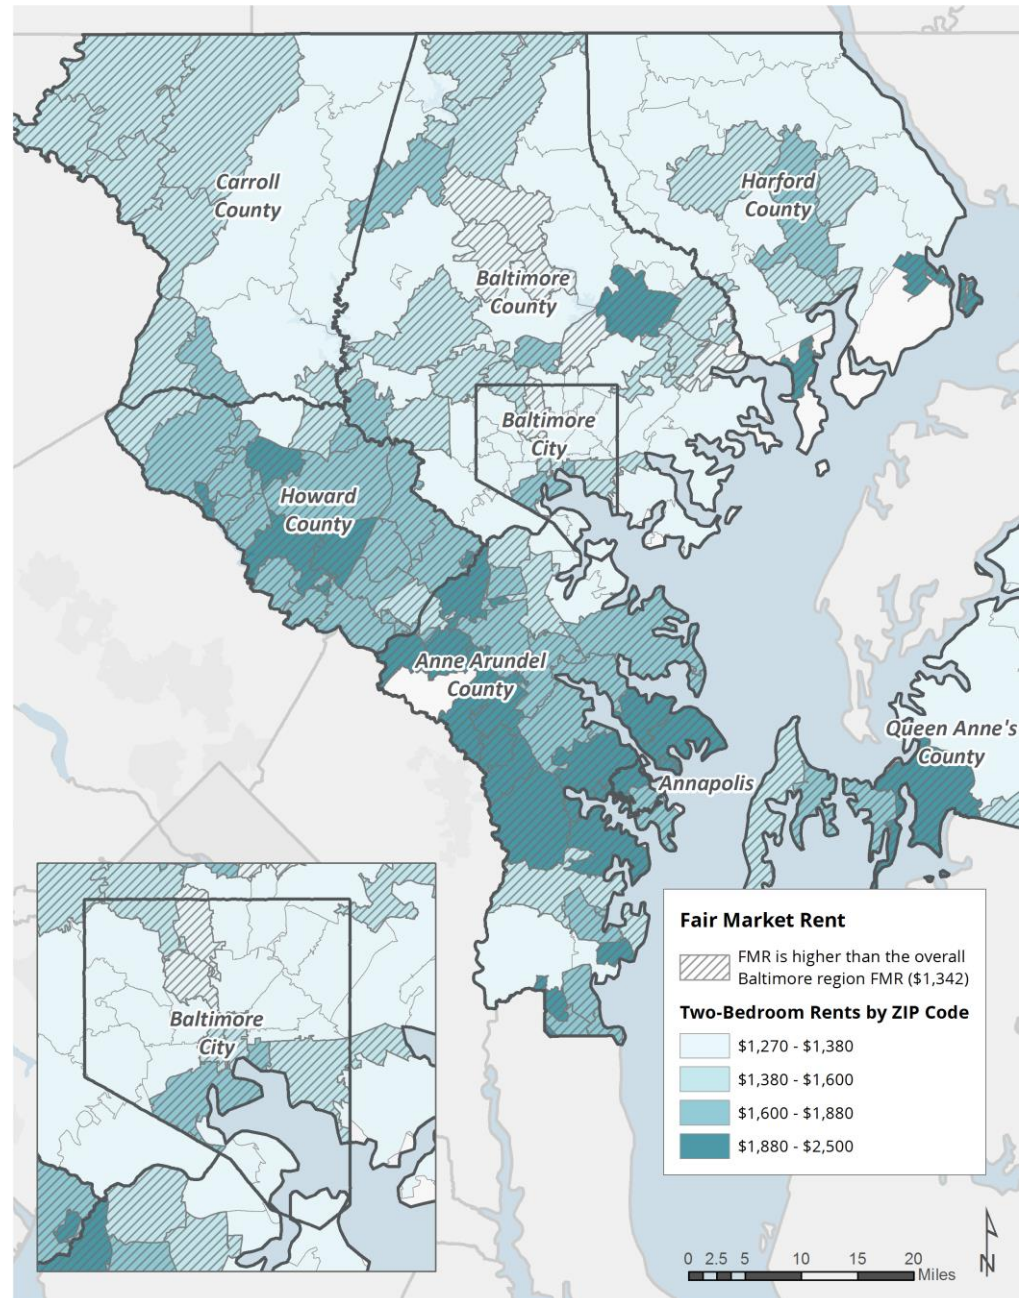 Carroll
County
Harford
County
Baltimore
County
Baltimore
City
Howard
County
Anne Arundel
County
Queen Anne's
County
Annapolis
Baltimore
City
Fair Market Rent
FMR is higher than the overall
Baltimore region FMR ($1,342)
Two-Bedroom Rents by ZIP Code
$1,270 - $1,380
$1,380 - $1,600
$1,600 - $1,880
$1,880 - $2,500
0 2.5 5 10 15 20
Miles
N